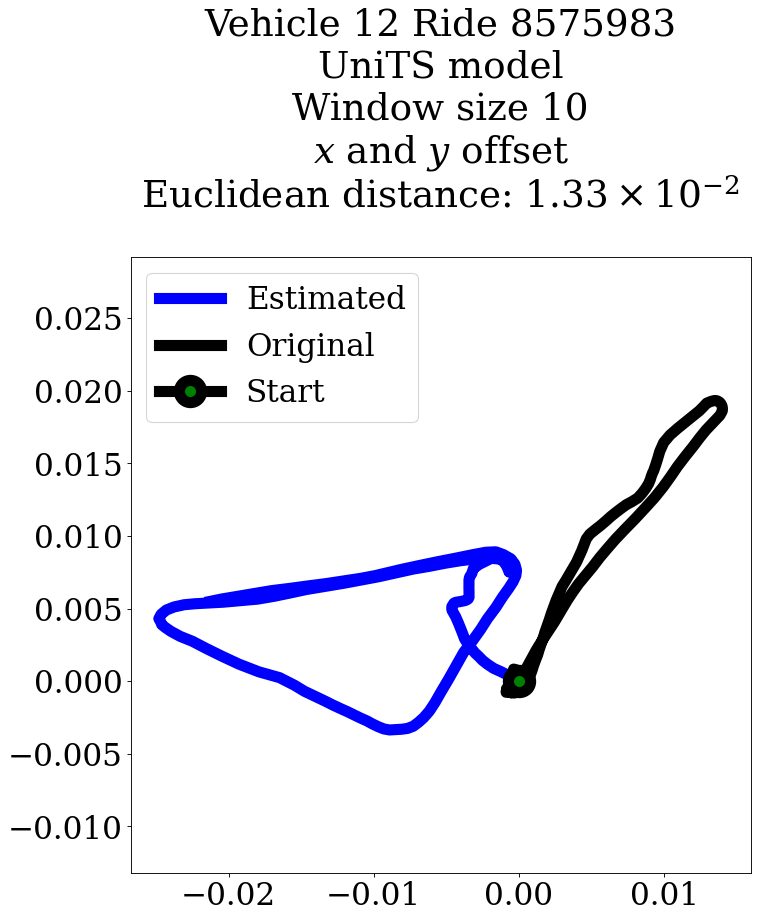 Vehicle 12 Ride 8575983
UniTS model
Window size 10
x and y offset
Euclidean distance: 1.33 × 10⁻²
Estimated
Original
Start
0.025
0.020
0.015
0.010
0.005
0.000
−0.005
−0.010
−0.02 −0.01 0.00 0.01